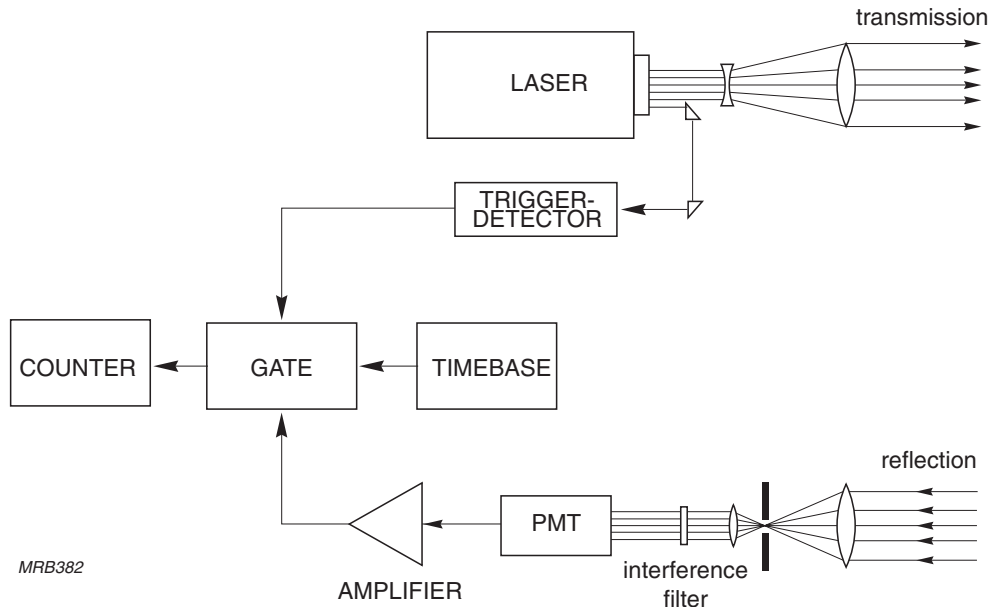 transmission
LASER
TRIGGER-
DETECTOR
COUNTER
GATE
TIMEBASE
reflection
PMT
interference
filter
AMPLIFIER
MRB382